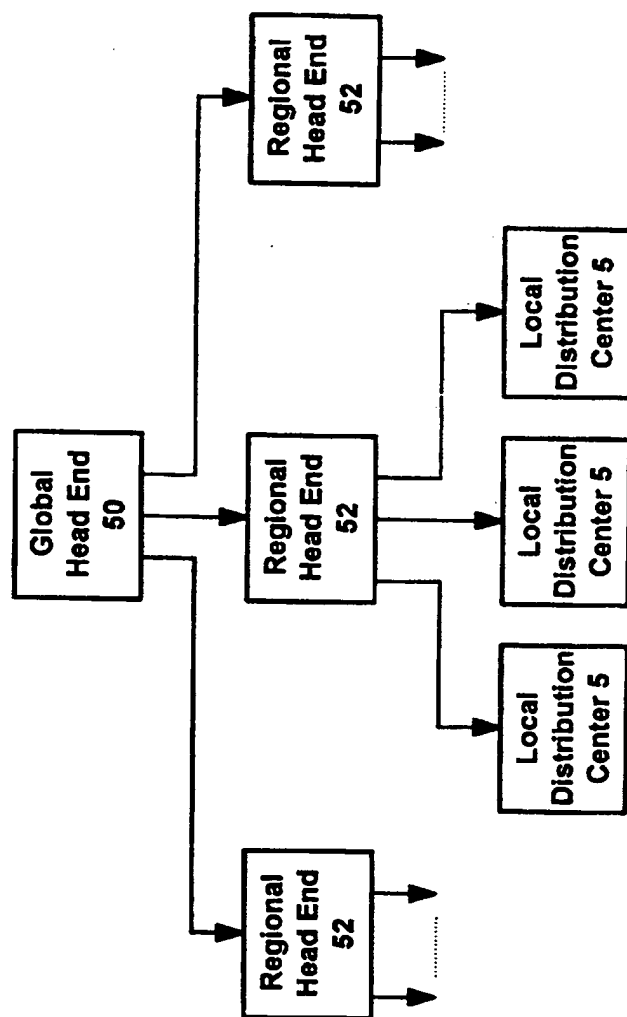 Global
Head End
50
Regional
Head End
52
Regional
Head End
52
Regional
Head End
52
Local
Distribution
Center 5
Local
Distribution
Center 5
Local
Distribution
Center 5